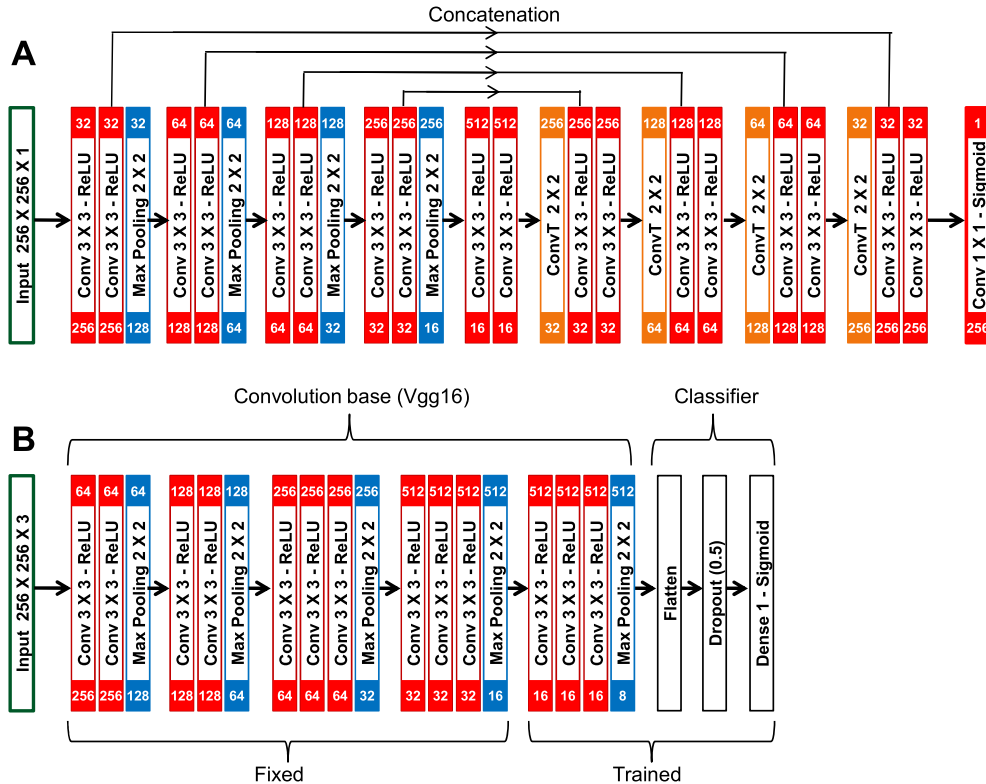 Concatenation
A
Input 256 X 256 X 1
32 32 32
Conv 3 X 3 - ReLU
Conv 3 X 3 - ReLU
Max Pooling 2 X 2
256 256 128
64 64 64
Conv 3 X 3 - ReLU
Conv 3 X 3 - ReLU
Max Pooling 2 X 2
128 128 64
128 128 128
Conv 3 X 3 - ReLU
Conv 3 X 3 - ReLU
Max Pooling 2 X 2
64 64 32
256 256 256
Conv 3 X 3 - ReLU
Conv 3 X 3 - ReLU
Max Pooling 2 X 2
32 32 16
512 512
Conv 3 X 3 - ReLU
Conv 3 X 3 - ReLU
16 16
256 256 256
ConvT 2 X 2
Conv 3 X 3 - ReLU
Conv 3 X 3 - ReLU
32 32 32
128 128 128
ConvT 2 X 2
Conv 3 X 3 - ReLU
Conv 3 X 3 - ReLU
64 64 64
64 64 64
ConvT 2 X 2
Conv 3 X 3 - ReLU
Conv 3 X 3 - ReLU
128 128 128
32 32 32
ConvT 2 X 2
Conv 3 X 3 - ReLU
Conv 3 X 3 - ReLU
256 256 256
1
Conv 1 X 1 - Sigmoid
256
Convolution base (Vgg16)
Classifier
B
Input 256 X 256 X 3
64 64 64
Conv 3 X 3 - ReLU
Conv 3 X 3 - ReLU
Max Pooling 2 X 2
256 256 128
128 128 128
Conv 3 X 3 - ReLU
Conv 3 X 3 - ReLU
Max Pooling 2 X 2
128 128 64
256 256 256 256
Conv 3 X 3 - ReLU
Conv 3 X 3 - ReLU
Conv 3 X 3 - ReLU
Max Pooling 2 X 2
64 64 64 32
512 512 512 512
Conv 3 X 3 - ReLU
Conv 3 X 3 - ReLU
Conv 3 X 3 - ReLU
Max Pooling 2 X 2
32 32 32 16
512 512 512 512
Conv 3 X 3 - ReLU
Conv 3 X 3 - ReLU
Conv 3 X 3 - ReLU
Max Pooling 2 X 2
16 16 16 8
Flatten
Dropout (0.5)
Dense 1 - Sigmoid
Fixed
Trained